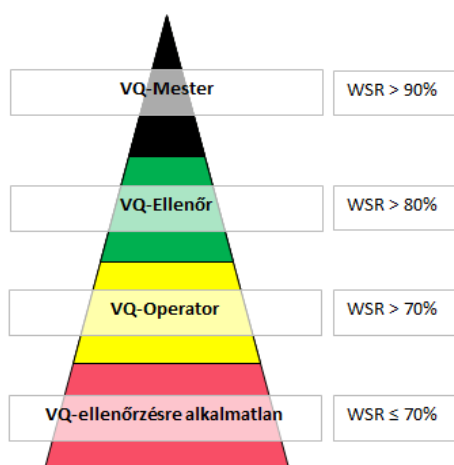 VQ-Mester WSR > 90%
VQ-Ellenőr WSR > 80%
VQ-Operator WSR > 70%
VQ-ellenőrzésre alkalmatlan WSR ≤ 70%